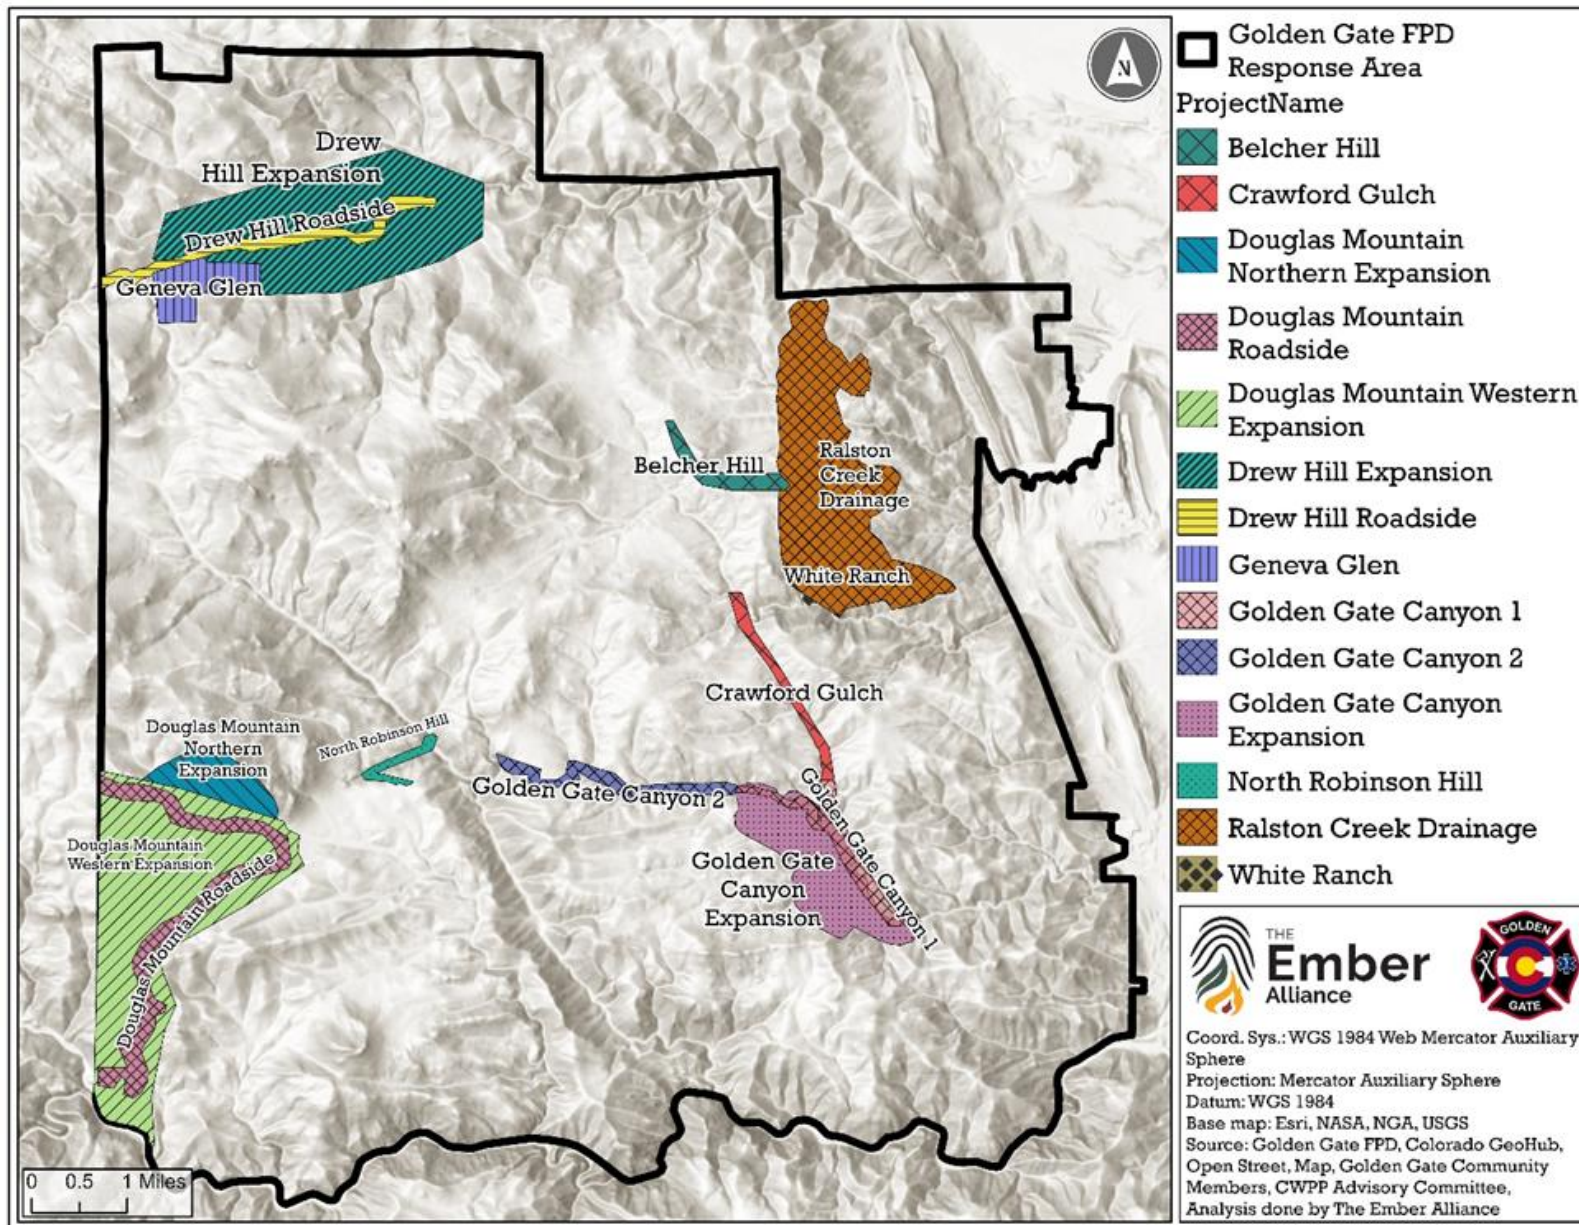 Drew
Hill Expansion
Drew Hill Roadside
Geneva Glen
Belcher Hill
Ralston
Creek
Drainage
White Ranch
Crawford Gulch
Douglas Mountain
Northern
Expansion
North Robinson Hill
Golden Gate Canyon 2
Golden Gate Canyon 1
Douglas Mountain
Western Expansion
Douglas Mountain Roadside
Golden Gate
Canyon
Expansion
0 0.5 1 Miles
N
Golden Gate FPD
Response Area
ProjectName
Belcher Hill
Crawford Gulch
Douglas Mountain
Northern Expansion
Douglas Mountain
Roadside
Douglas Mountain Western
Expansion
Drew Hill Expansion
Drew Hill Roadside
Geneva Glen
Golden Gate Canyon 1
Golden Gate Canyon 2
Golden Gate Canyon
Expansion
North Robinson Hill
Ralston Creek Drainage
White Ranch
THE
Ember
Alliance
GOLDEN
GATE
Coord. Sys.: WGS 1984 Web Mercator Auxiliary
Sphere
Projection: Mercator Auxiliary Sphere
Datum: WGS 1984
Base map: Esri, NASA, NGA, USGS
Source: Golden Gate FPD, Colorado GeoHub,
Open Street, Map, Golden Gate Community
Members, CWPP Advisory Committee,
Analysis done by The Ember Alliance